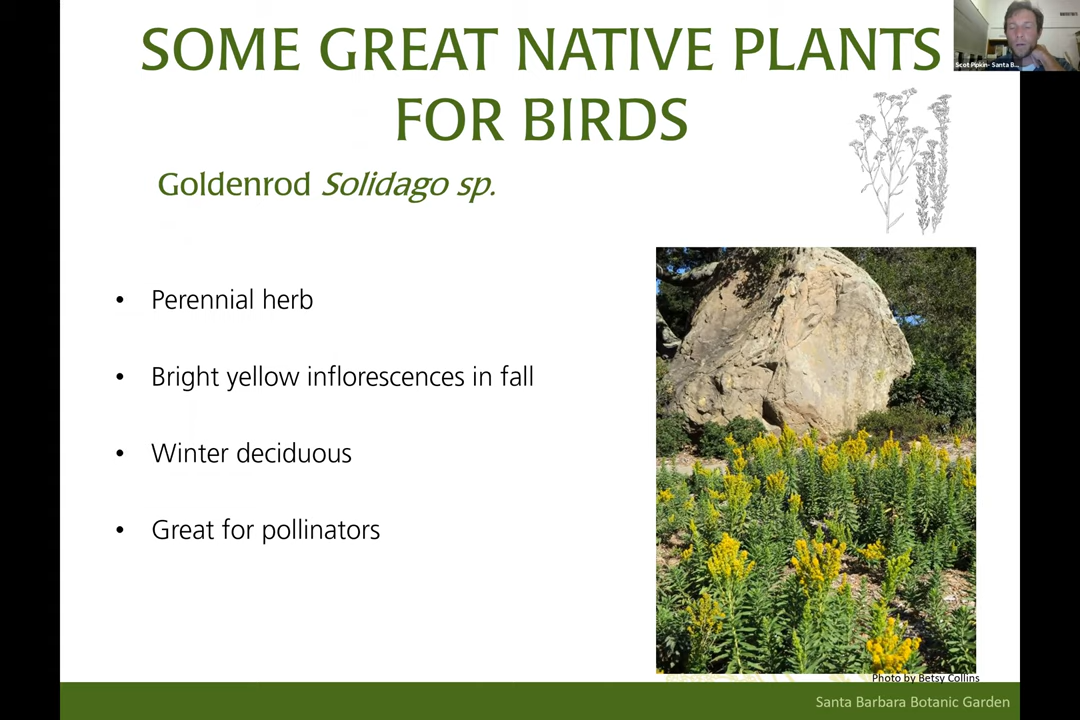 SOME GREAT NATIVE PLANTS
FOR BIRDS
Scot Pipkin- Santa B...
Goldenrod Solidago sp.
• Perennial herb
• Bright yellow inflorescences in fall
• Winter deciduous
• Great for pollinators
Photo by Betsy Collins
Santa Barbara Botanic Garden